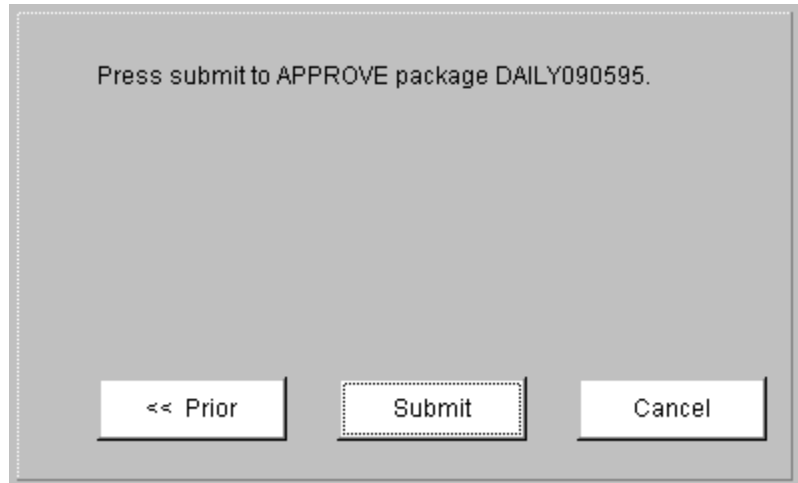 Press submit to APPROVE package DAILY090595.
<< Prior
Submit
Cancel